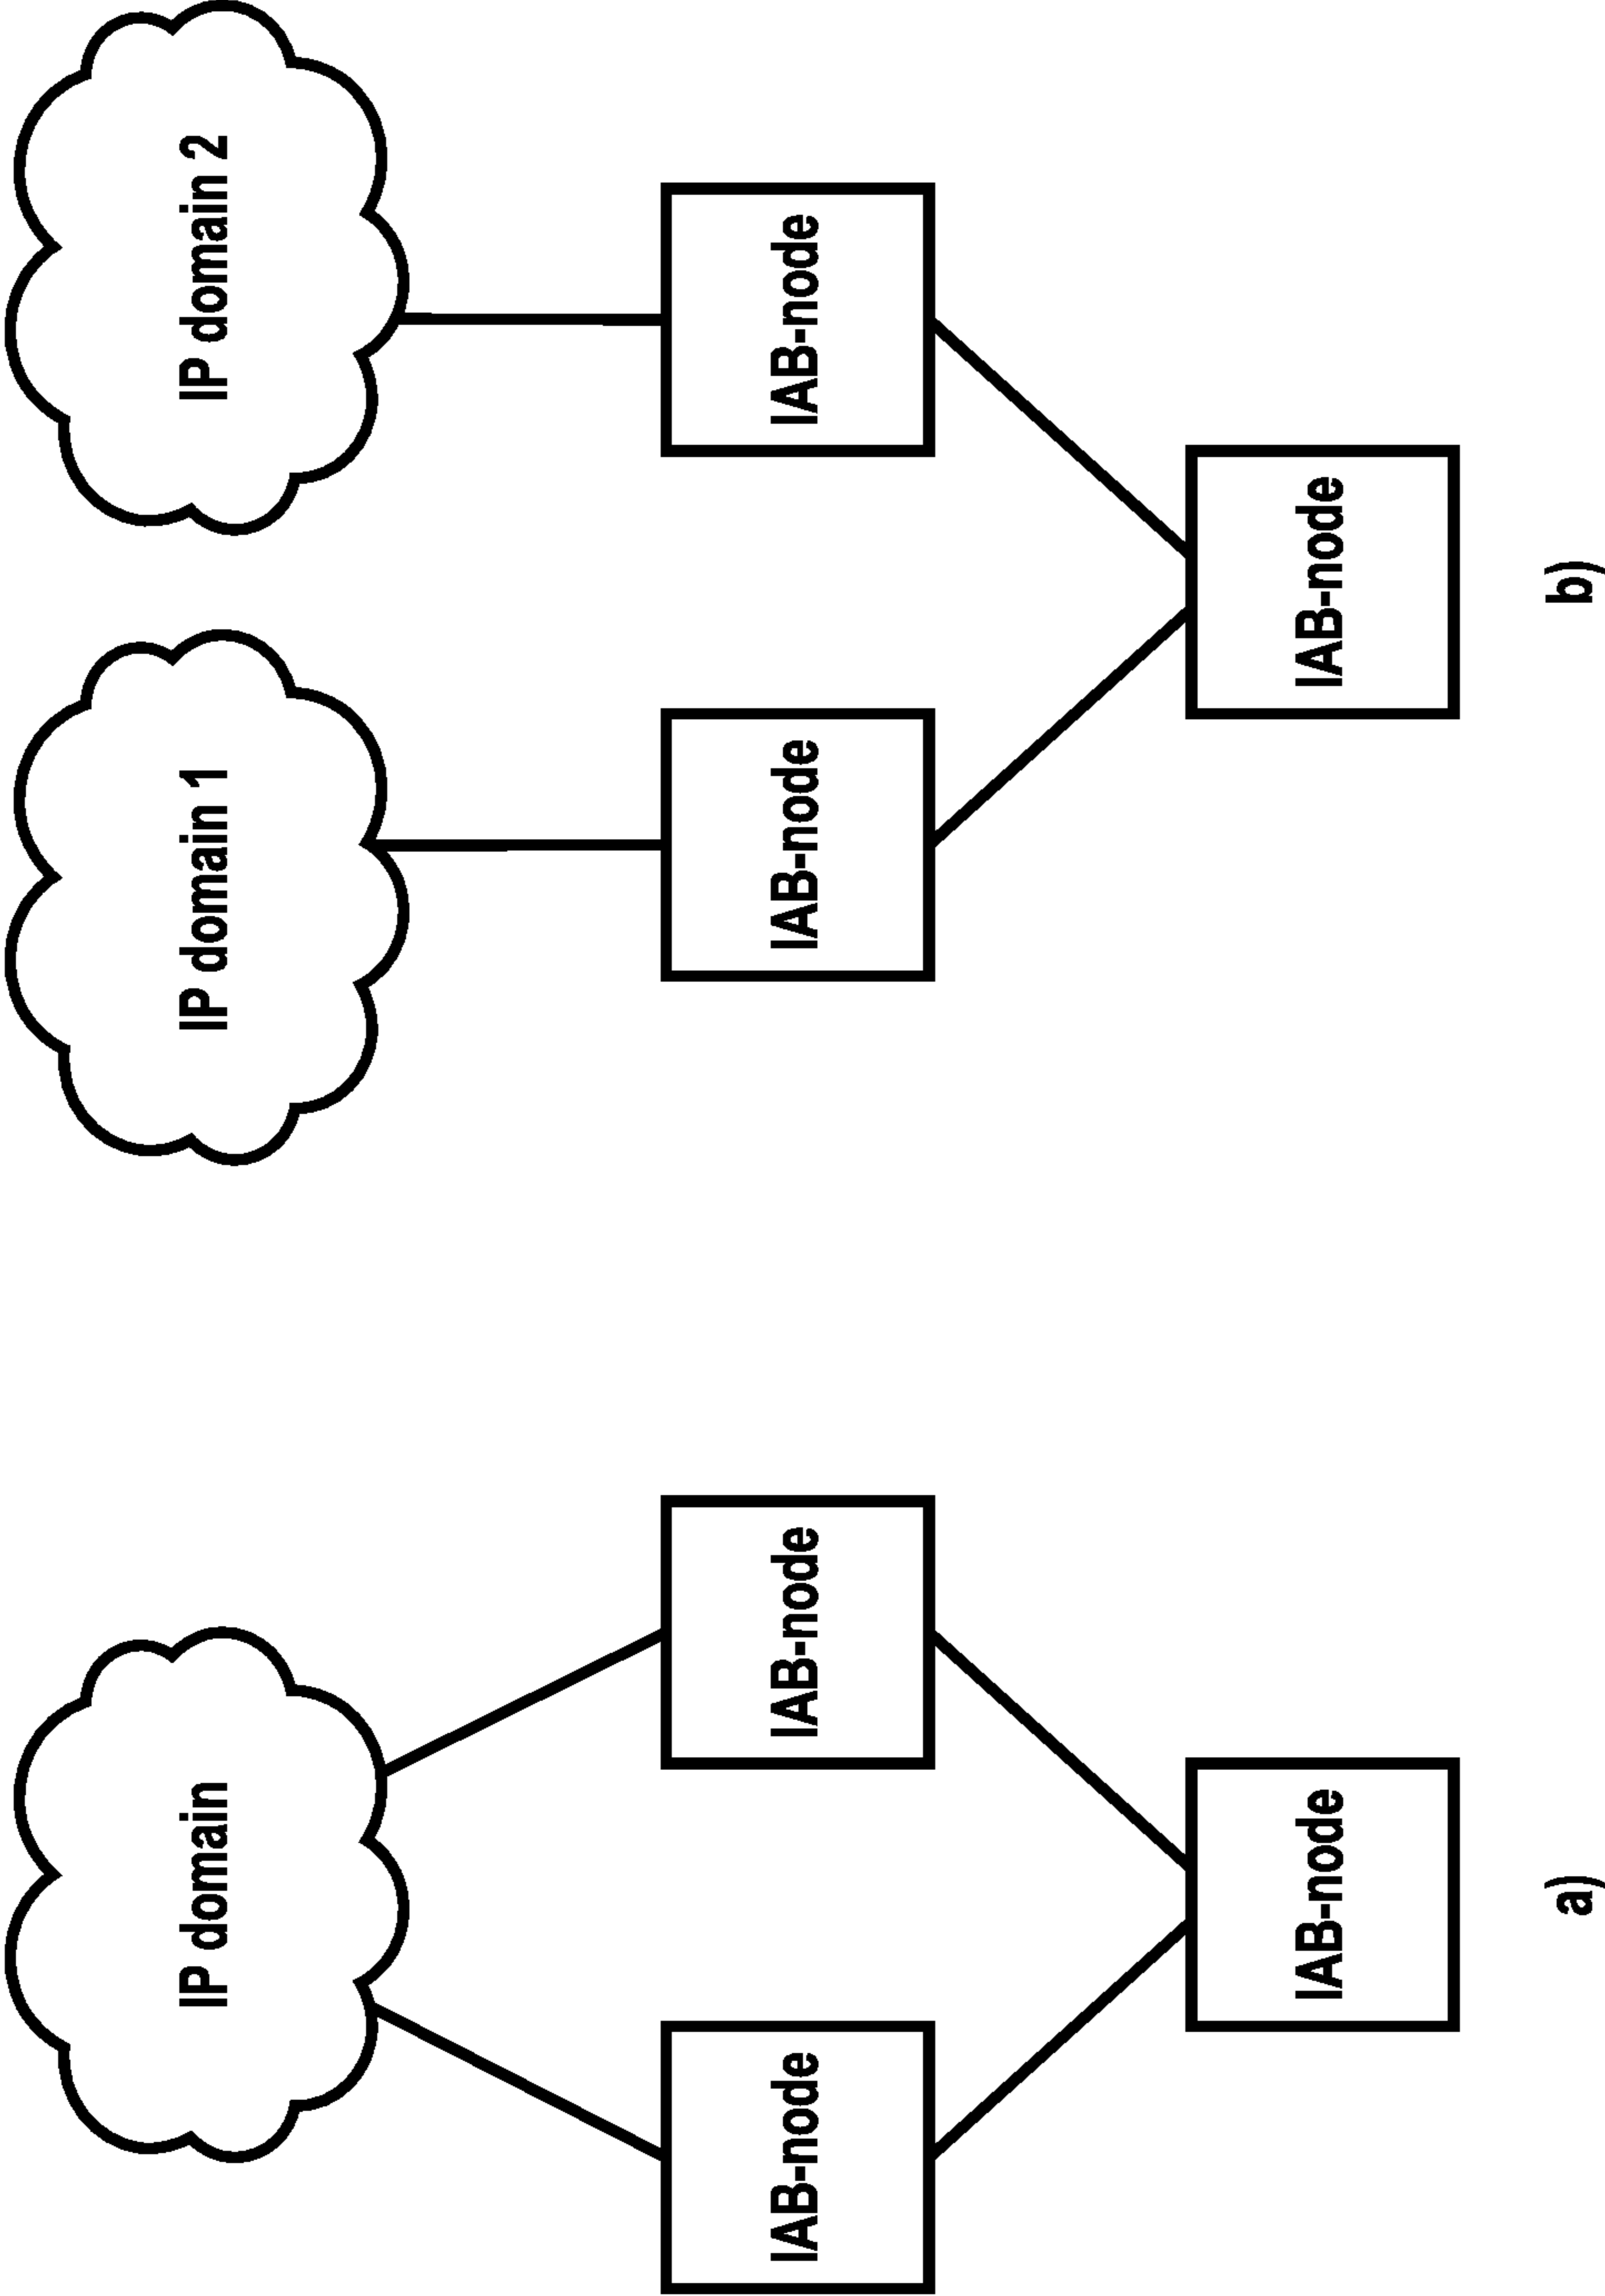 IP domain
IAB-node
IAB-node
IAB-node
a)
IP domain 1
IP domain 2
IAB-node
IAB-node
IAB-node
b)